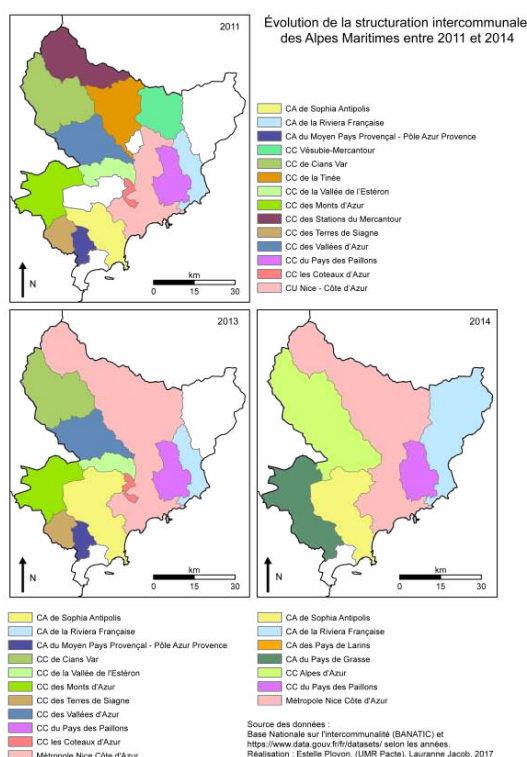 Évolution de la structuration intercommunale
des Alpes Maritimes entre 2011 et 2014
2011
CA de Sophia Antipolis
CA de la Riviera Française
CA du Moyen Pays Provençal - Pôle Azur Provence
CC Vésubie-Mercantour
CC de Cians Var
CC de la Tinée
CC de la Vallée de l'Estéron
CC des Monts d'Azur
CC des Stations du Mercantour
CC des Terres de Siagne
CC des Vallées d'Azur
CC du Pays des Paillons
CC les Coteaux d'Azur
CU Nice - Côte d'Azur
N
km
0 15 30
2013
N
km
0 15 30
2014
N
km
0 15 30
CA de Sophia Antipolis
CA de la Riviera Française
CA du Moyen Pays Provençal - Pôle Azur Provence
CC de Cians Var
CC de la Vallée de l'Estéron
CC des Monts d'Azur
CC des Terres de Siagne
CC des Vallées d'Azur
CC du Pays des Paillons
CC les Coteaux d'Azur
Métropole Nice Côte d'Azur
CA de Sophia Antipolis
CA de la Riviera Française
CA des Pays de Larins
CA du Pays de Grasse
CC Alpes d'Azur
CC du Pays des Paillons
Métropole Nice Côte d'Azur
Source des données :
Base Nationale sur l'intercommunalité (BANATIC) et
https://www.data.gouv.fr/fr/datasets/ selon les années.
Réalisation : Estelle Ployon, (UMR Pacte), Lauranne Jacob, 2017